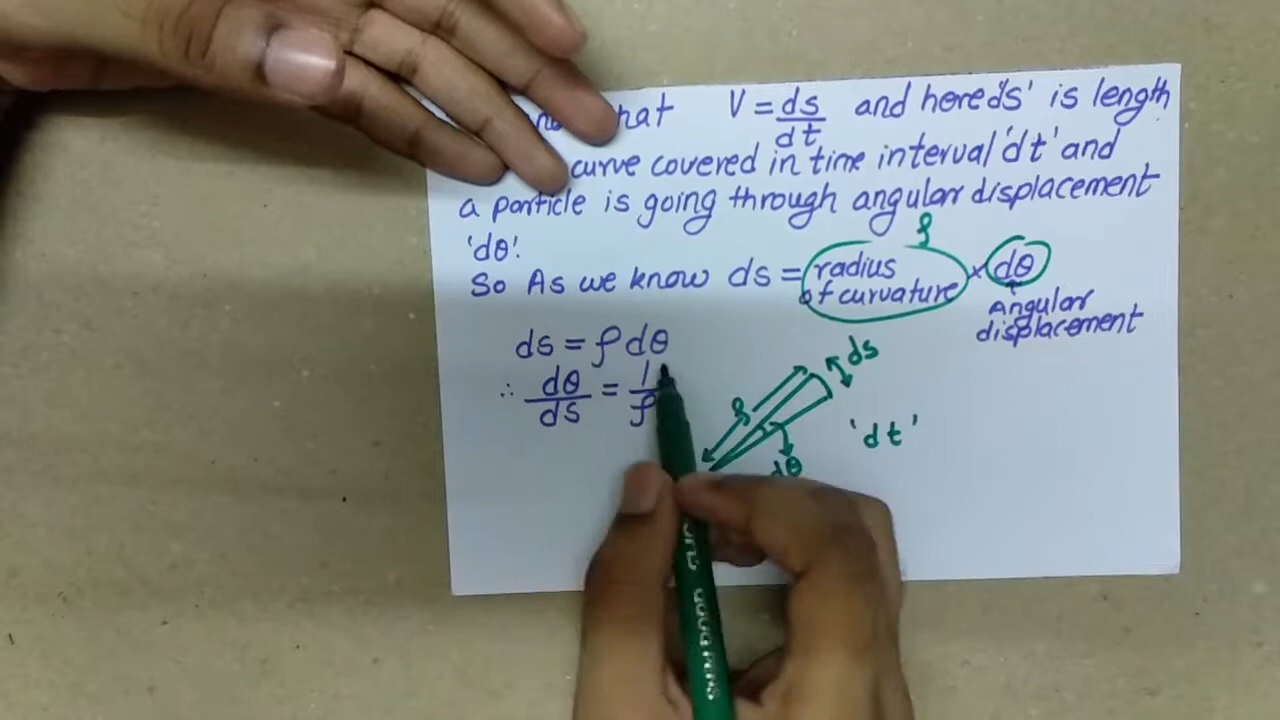 V = ds/dt and here 'ds' is length
curve covered in time interval 'dt' and
a particle is going through angular displacement
'dθ'.
ρ
So As we know ds = radius of curvature × dθ
Angular
displacement
ds = ρ dθ
∴ dθ/ds = 1/ρ
ds
ρ
'dt'
dθ